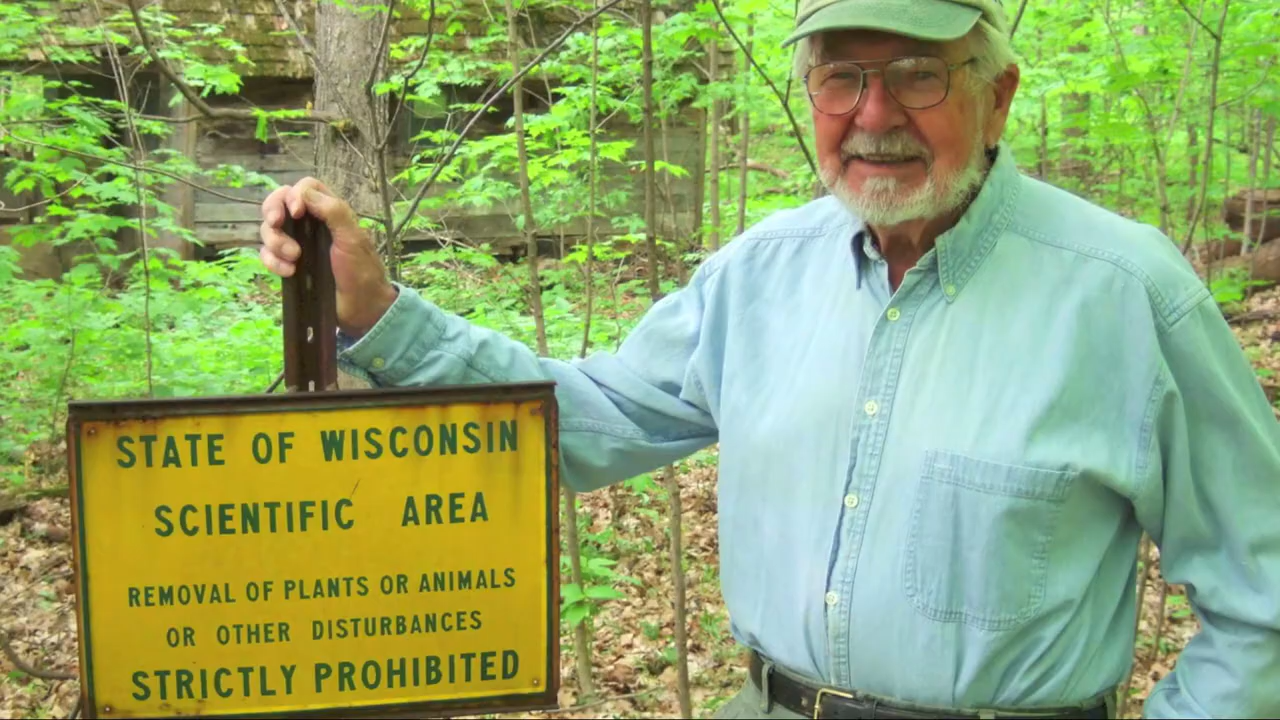 STATE OF WISCONSIN
SCIENTIFIC AREA
REMOVAL OF PLANTS OR ANIMALS
OR OTHER DISTURBANCES
STRICTLY PROHIBITED